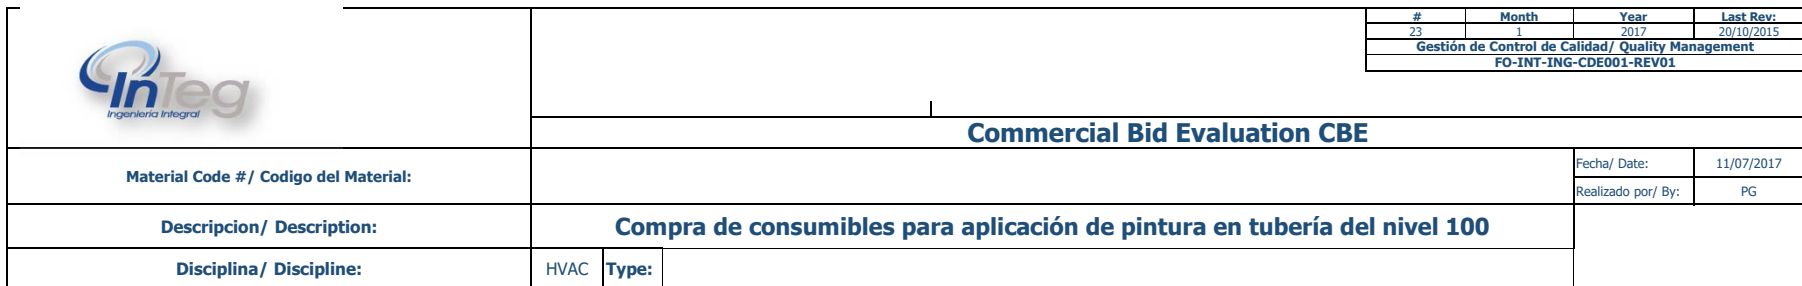 # Month Year Last Rev:
23 1 2017 20/10/2015
Gestión de Control de Calidad/ Quality Management
FO-INT-ING-CDE001-REV01
InTeg
Ingeniería Integral
Commercial Bid Evaluation CBE
Material Code #/ Codigo del Material:
Fecha/ Date: 11/07/2017
Realizado por/ By: PG
Descripcion/ Description: Compra de consumibles para aplicación de pintura en tubería del nivel 100
Disciplina/ Discipline: HVAC Type: